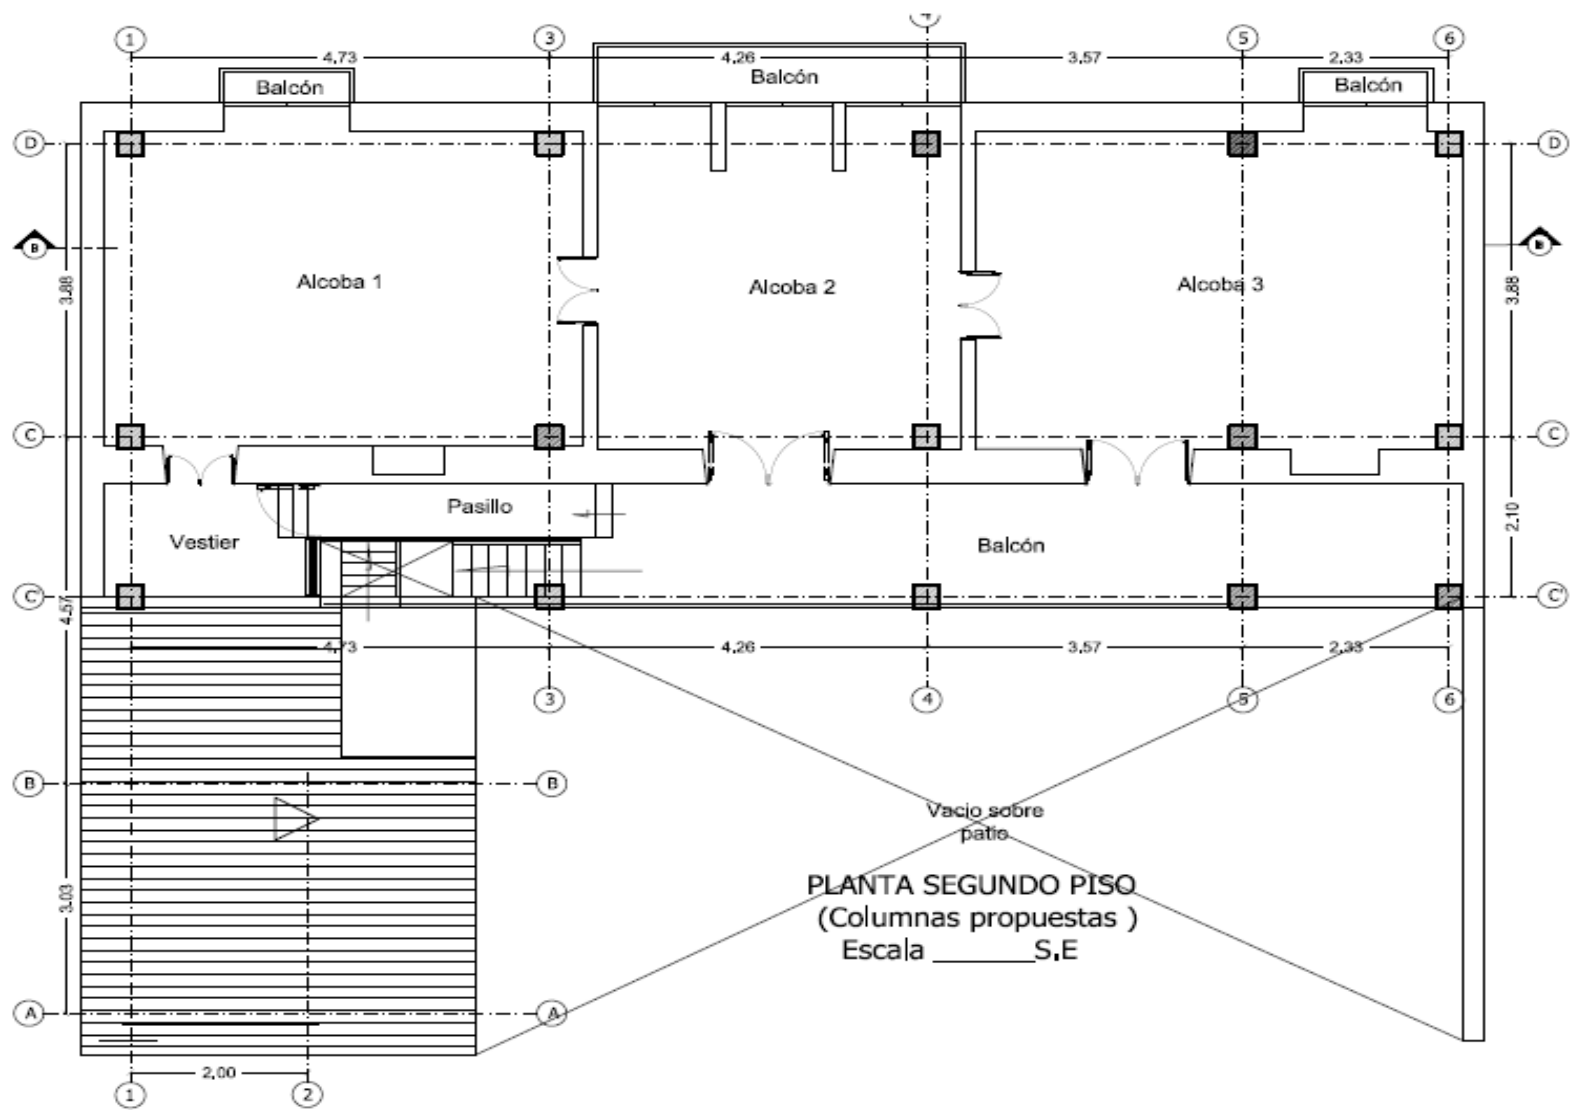 1
3
4
5
6
4.73
4.26
3.57
2.33
Balcón
Balcón
Balcón
D
D
B
B
3.88
Alcoba 1
Alcoba 2
Alcoba 3
3.88
C
C
Pasillo
2.10
Vestier
Balcón
C'
C'
4.57
4.73
4.26
3.57
2.33
3
4
5
6
B
B
Vacio sobre
patio
PLANTA SEGUNDO PISO
(Columnas propuestas )
Escala ______S.E
3.03
A
A
2.00
1
2